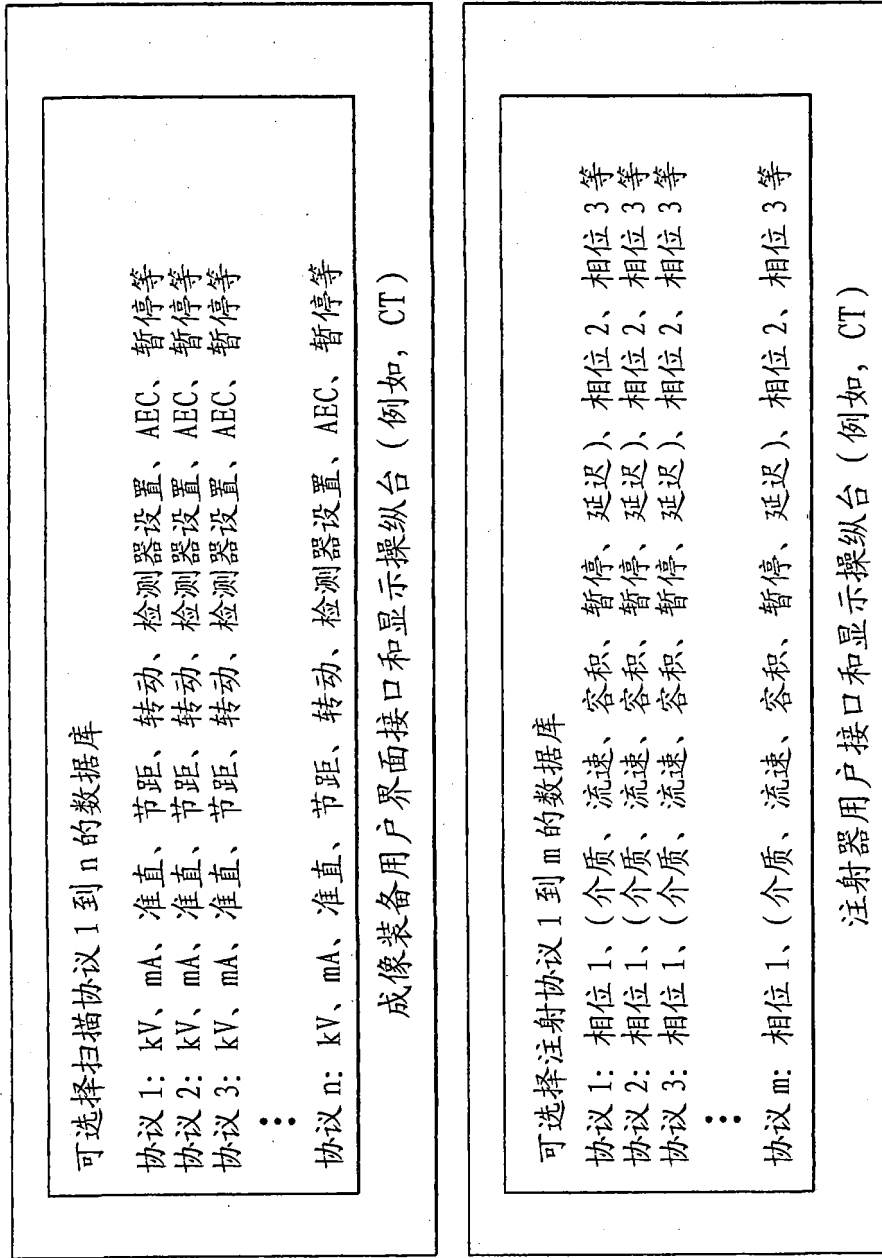 可选择扫描协议 1 到 n 的数据库
协议 1: kV、mA、准直、节距、转动、检测器设置、AEC、暂停等
协议 2: kV、mA、准直、节距、转动、检测器设置、AEC、暂停等
协议 3: kV、mA、准直、节距、转动、检测器设置、AEC、暂停等
⋮
协议 n: kV、mA、准直、节距、转动、检测器设置、AEC、暂停等
成像装备用户界面接口和显示操纵台(例如, CT)
可选择注射协议 1 到 m 的数据库
协议 1: 相位 1、(介质、流速、容积、暂停、延迟)、相位 2、相位 3 等
协议 2: 相位 1、(介质、流速、容积、暂停、延迟)、相位 2、相位 3 等
协议 3: 相位 1、(介质、流速、容积、暂停、延迟)、相位 2、相位 3 等
⋮
协议 m: 相位 1、(介质、流速、容积、暂停、延迟)、相位 2、相位 3 等
注射器用户接口和显示操纵台(例如, CT)